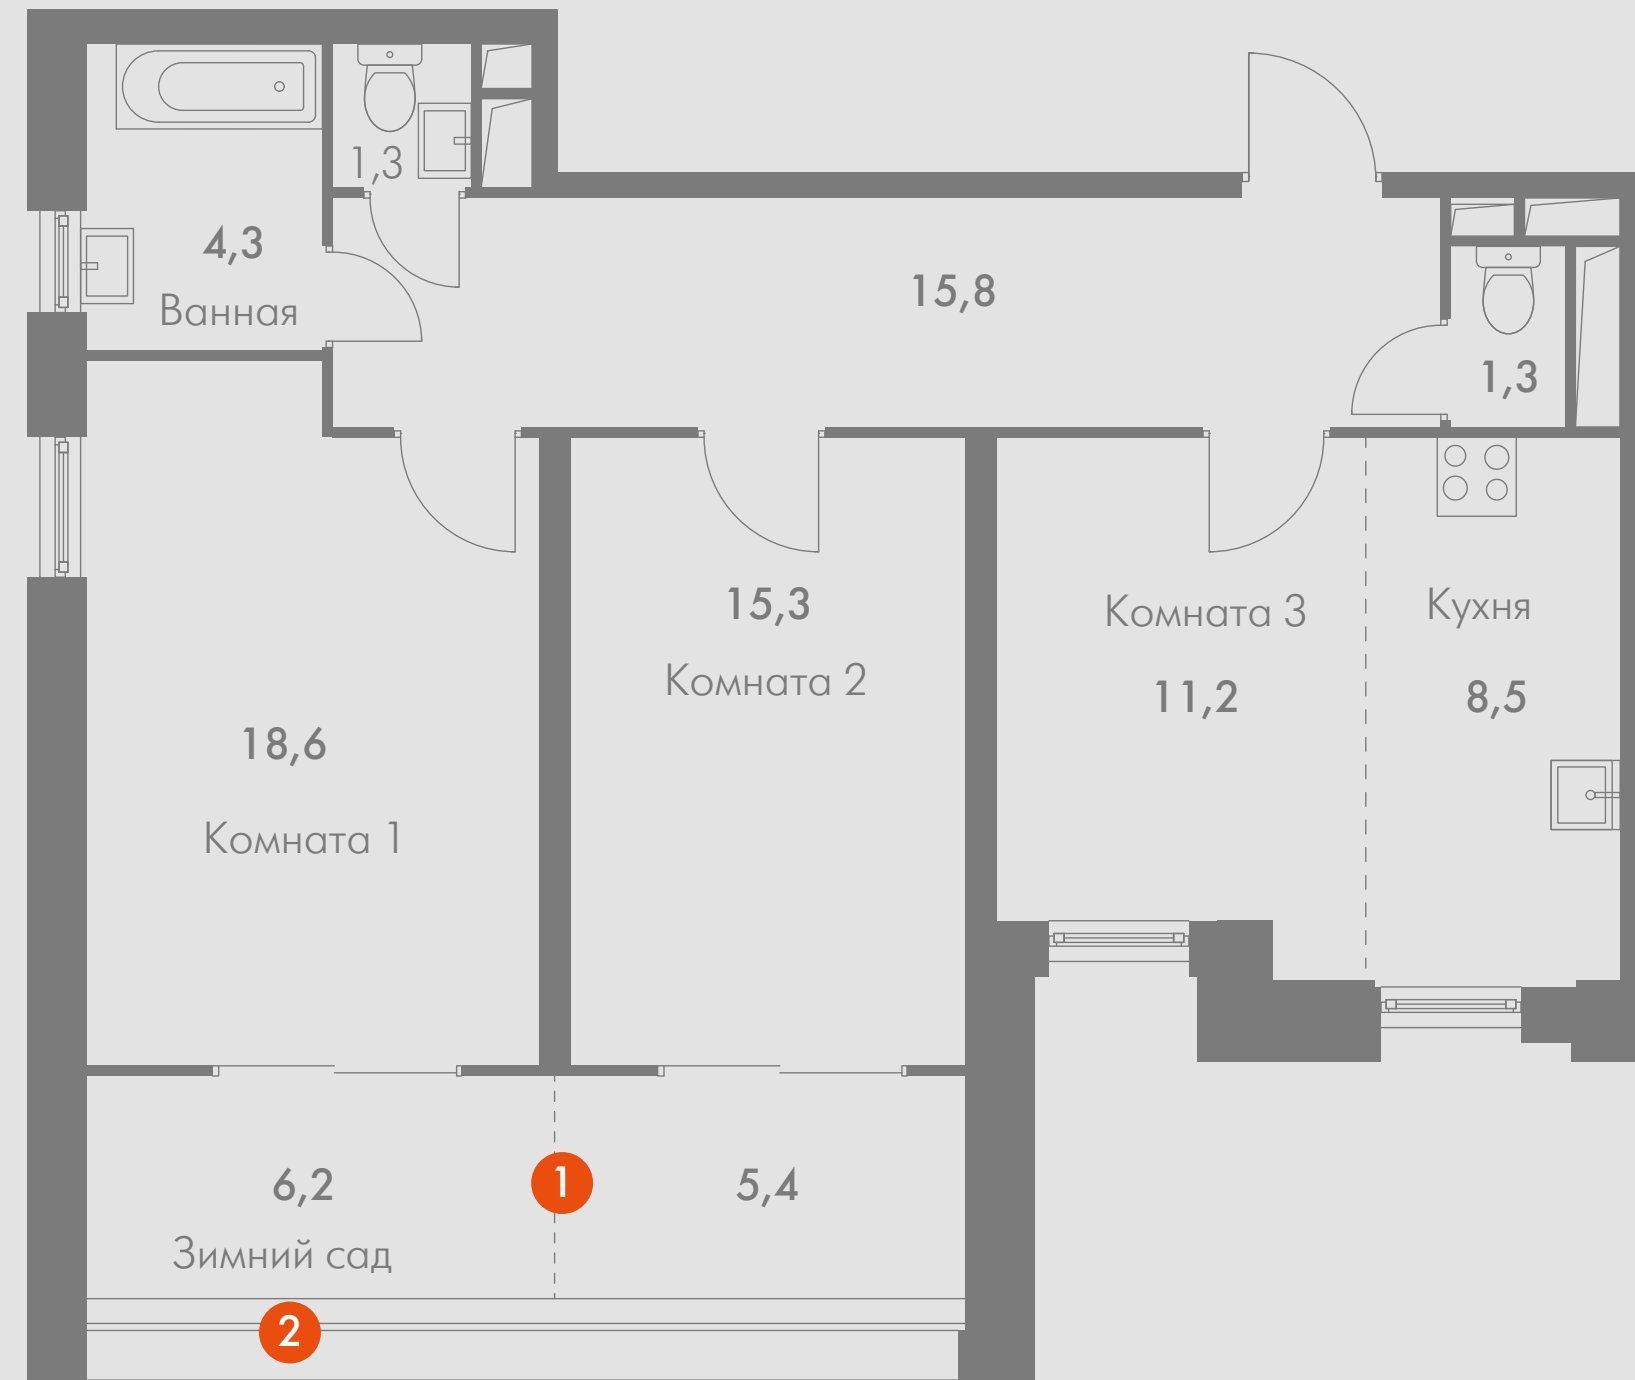 1,3
4,3
Ванная
15,8
1,3
15,3
Комната 2
Комната 3
11,2
Кухня
8,5
18,6
Комната 1
6,2
Зимний сад
1
5,4
2